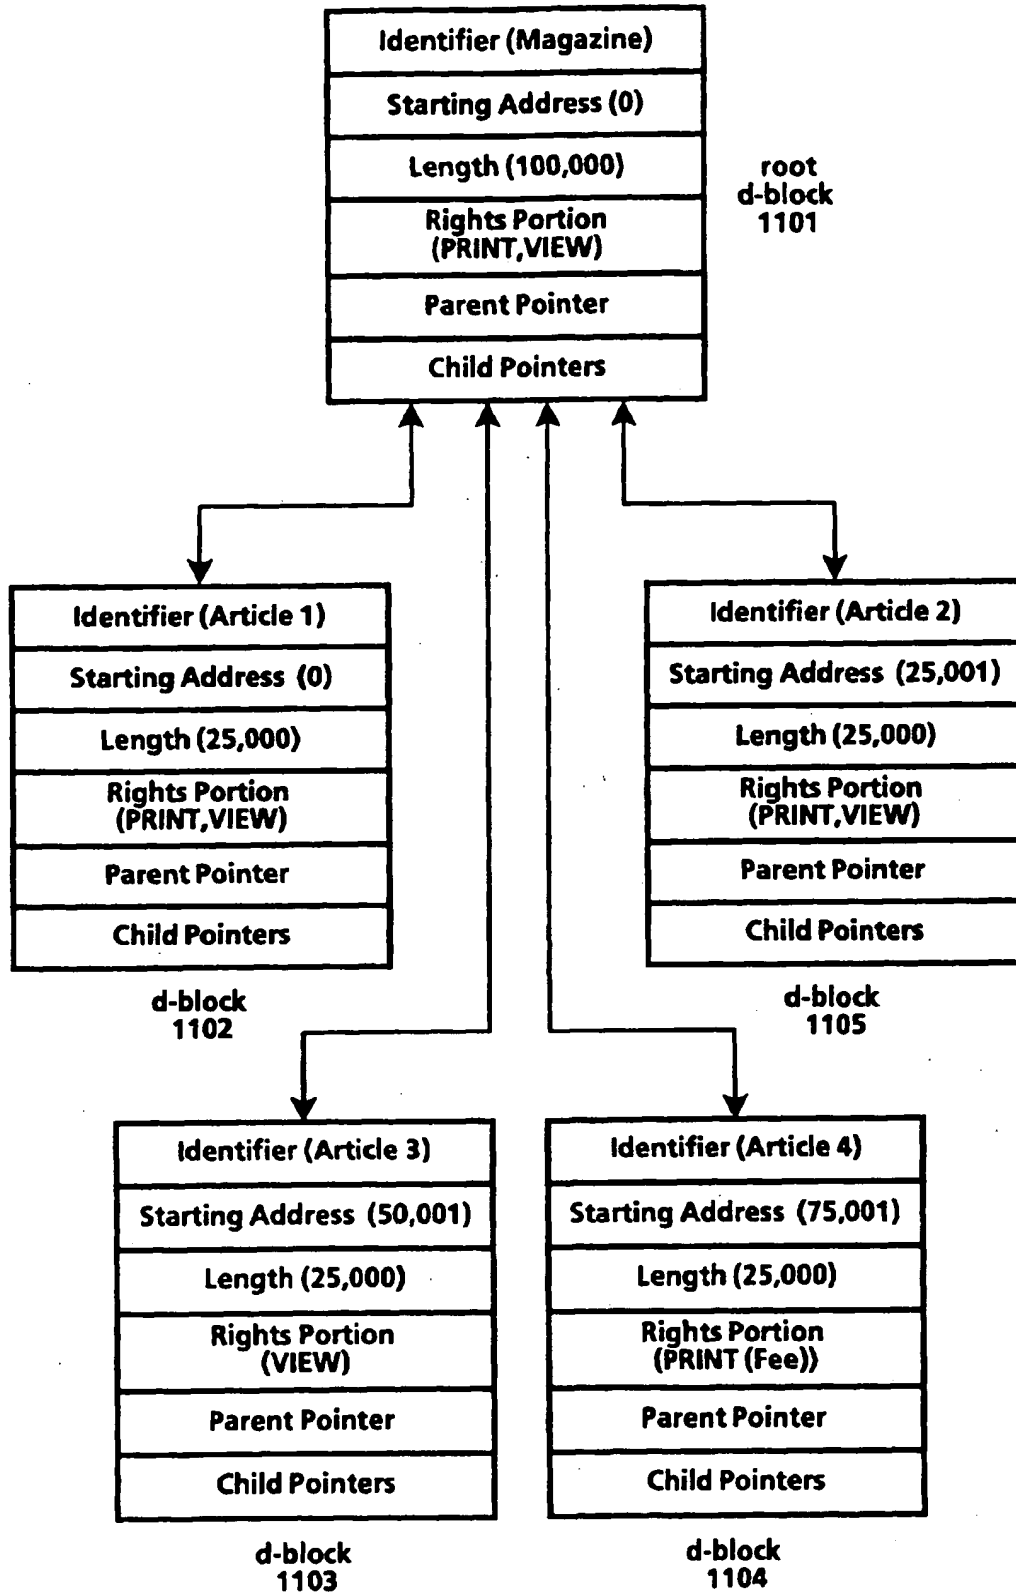 Identifier (Magazine)
Starting Address (0)
Length (100,000)
Rights Portion
(PRINT,VIEW)
Parent Pointer
Child Pointers
root
d-block
1101
Identifier (Article 1)
Starting Address (0)
Length (25,000)
Rights Portion
(PRINT,VIEW)
Parent Pointer
Child Pointers
d-block
1102
Identifier (Article 2)
Starting Address (25,001)
Length (25,000)
Rights Portion
(PRINT,VIEW)
Parent Pointer
Child Pointers
d-block
1105
Identifier (Article 3)
Starting Address (50,001)
Length (25,000)
Rights Portion
(VIEW)
Parent Pointer
Child Pointers
d-block
1103
Identifier (Article 4)
Starting Address (75,001)
Length (25,000)
Rights Portion
(PRINT (Fee))
Parent Pointer
Child Pointers
d-block
1104